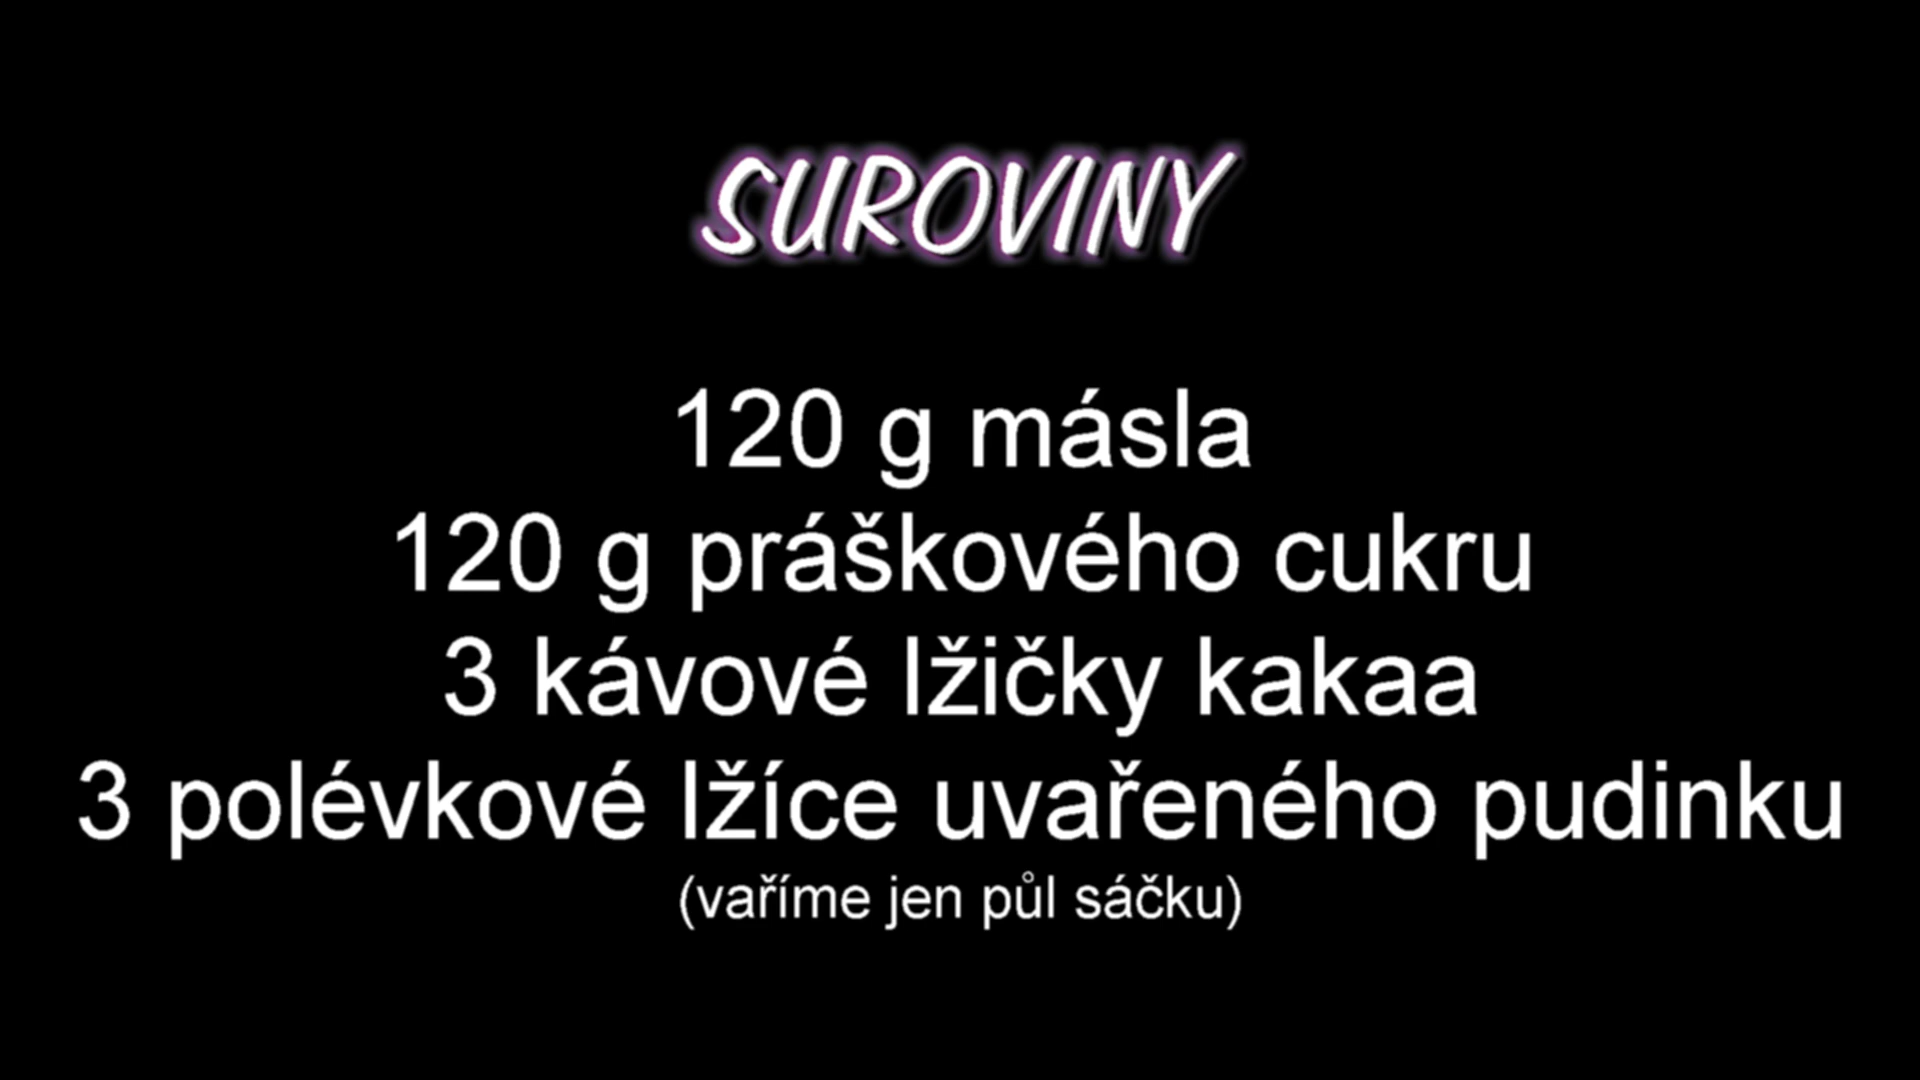 SUROVINY
120 g másla
120 g práškového cukru
3 kávové lžičky kakaa
3 polévkové lžíce uvařeného pudinku
(vaříme jen půl sáčku)